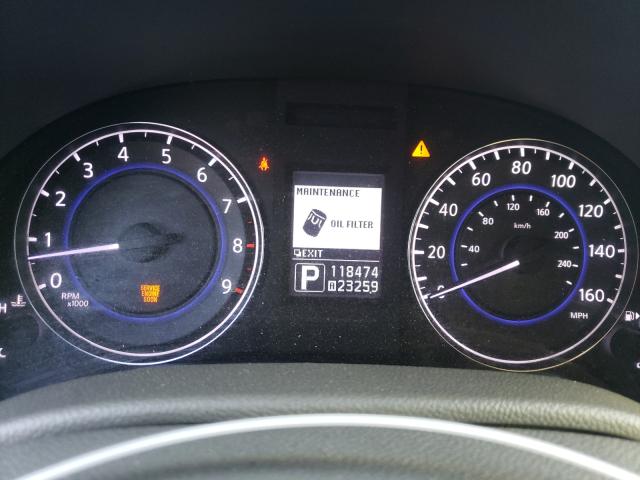 1 2 3 4 5 6 7 8 9 0
RPM
x1000
SERVICE
ENGINE
SOON
H
MAINTENANCE
OIL FILTER
EXIT
P
118474
23259
0 20 40 60 80 100 120 140 160
40 80 120 160 200 240
km/h
MPH